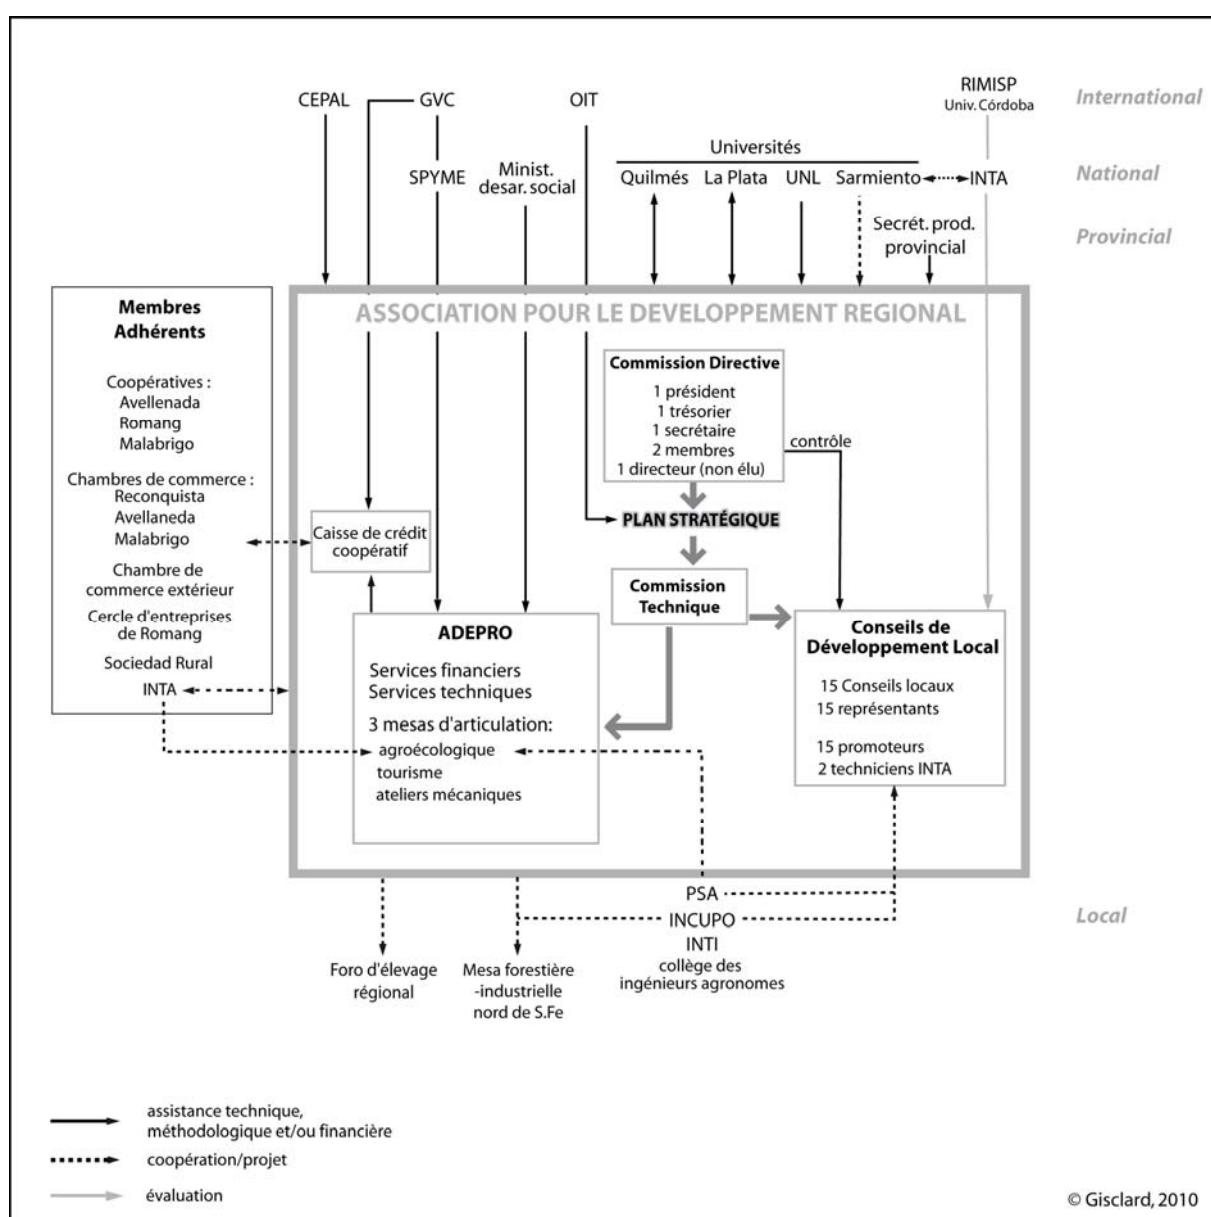 CEPAL
GVC
OIT
RIMISP
Univ. Córdoba
International
Universités
SPYME
Minist.
desar. social
Quilmés
La Plata
UNL
Sarmiento
INTA
National
Secrét. prod.
provincial
Provincial
Membres
Adhérents
Coopératives :
Avellenada
Romang
Malabrigo
Chambres de commerce :
Reconquista
Avellaneda
Malabrigo
Chambre de
commerce extérieur
Cercle d'entreprises
de Romang
Sociedad Rural
INTA
ASSOCIATION POUR LE DEVELOPPEMENT REGIONAL
Commission Directive
1 président
1 trésorier
1 secrétaire
2 membres
1 directeur (non élu)
contrôle
PLAN STRATÉGIQUE
Caisse de crédit
coopératif
Commission
Technique
ADEPRO
Services financiers
Services techniques
3 mesas d'articulation:
agroécologique
tourisme
ateliers mécaniques
Conseils de
Développement Local
15 Conseils locaux
15 représentants
15 promoteurs
2 techniciens INTA
PSA
INCUPO
INTI
collège des
ingénieurs agronomes
Local
Foro d'élevage
régional
Mesa forestière
-industrielle
nord de S.Fe
assistance technique,
méthodologique et/ou financière
coopération/projet
évaluation
© Gisclard, 2010